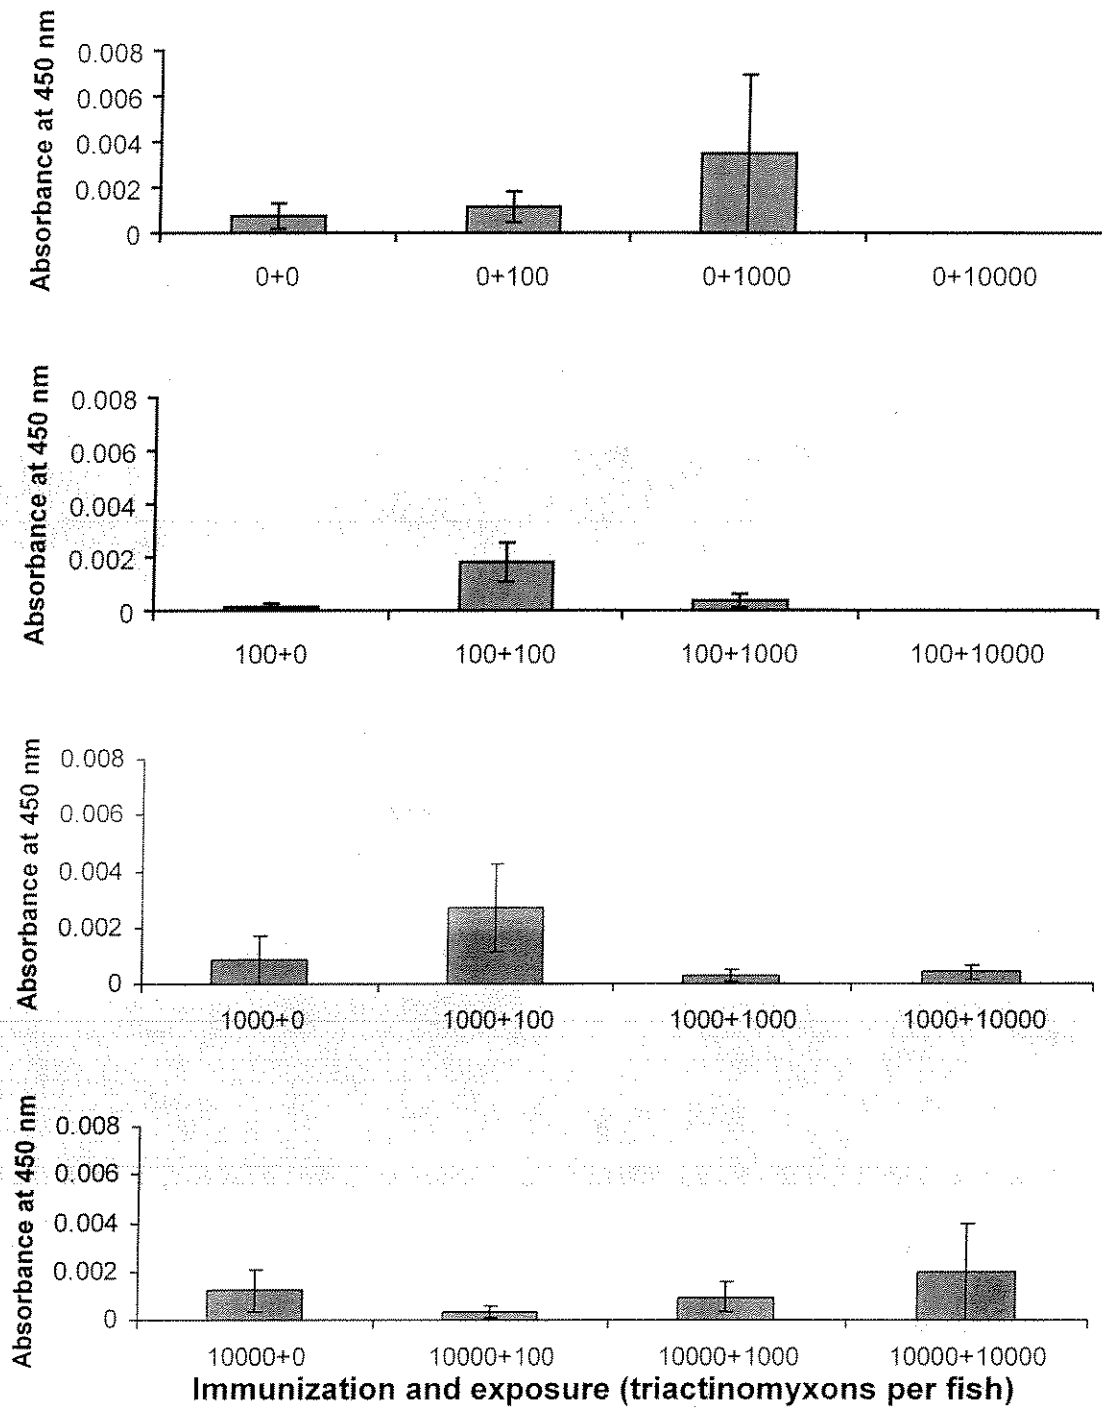 Absorbance at 450 nm
0.008
0.006
0.004
0.002
0
0+0 0+100 0+1000 0+10000
Absorbance at 450 nm
0.008
0.006
0.004
0.002
0
100+0 100+100 100+1000 100+10000
Absorbance at 450 nm
0.008
0.006
0.004
0.002
0
1000+0 1000+100 1000+1000 1000+10000
Absorbance at 450 nm
0.008
0.006
0.004
0.002
0
10000+0 10000+100 10000+1000 10000+10000
Immunization and exposure (triactinomyxons per fish)